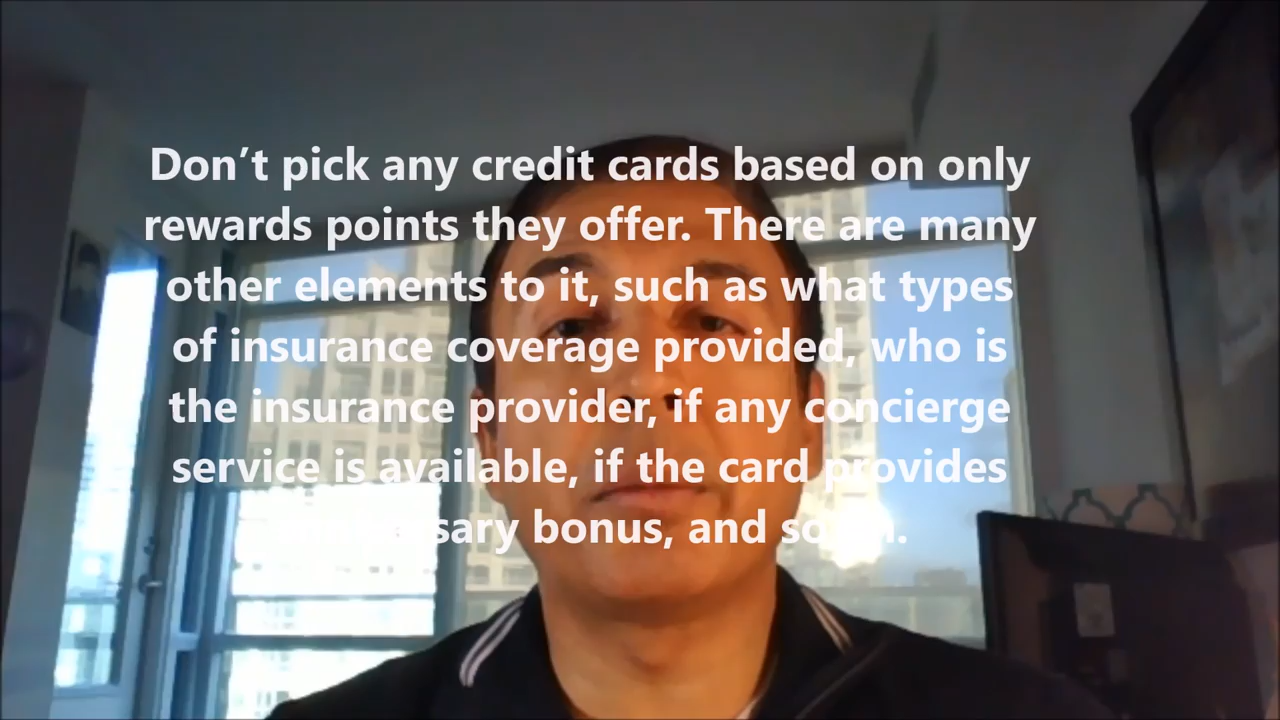 Don’t pick any credit cards based on only
rewards points they offer. There are many
other elements to it, such as what types
of insurance coverage provided, who is
the insurance provider, if any concierge
service is available, if the card provides
bonus, and so on.